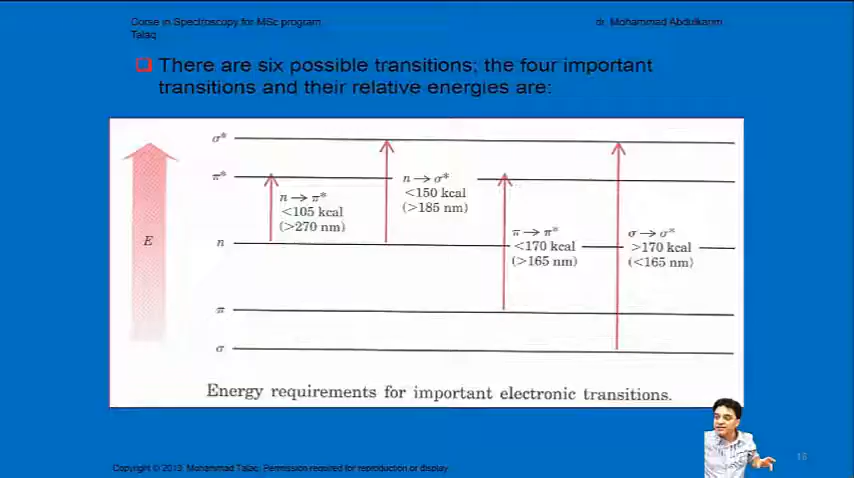 Corse in Spectroscopy for MSc program
dr. Mohammad Abdulkarim
Talaq
There are six possible transitions; the four important
transitions and their relative energies are:
σ*
π*
n → π*
<105 kcal
(>270 nm)
n → σ*
<150 kcal
(>185 nm)
π → π*
<170 kcal
(>165 nm)
σ → σ*
>170 kcal
(<165 nm)
E
n
π
σ
Energy requirements for important electronic transitions.
Copyright © 2013, Mohammad Talaq, Permission required for reproduction or display